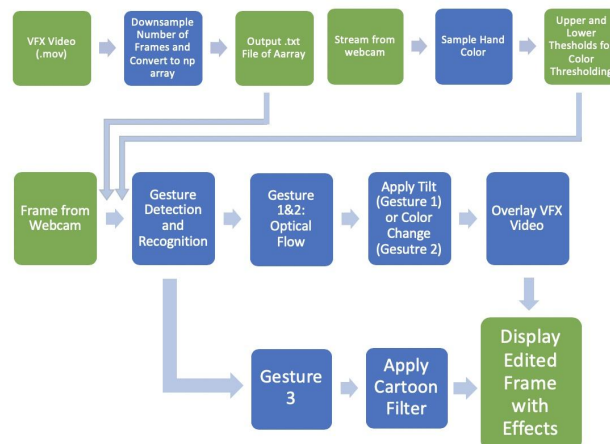 VFX Video
(.mov)
Downsample
Number of
Frames and
Convert to np
array
Output .txt
File of Aarray
Stream from
webcam
Sample Hand
Color
Upper and
Lower
Thesholds for
Color
Thresholding
Frame from
Webcam
Gesture
Detection
and
Recognition
Gesture
1&2:
Optical
Flow
Apply Tilt
(Gesture 1)
or Color
Change
(Gesutre 2)
Overlay VFX
Video
Gesture
3
Apply
Cartoon
Filter
Display
Edited
Frame
with
Effects